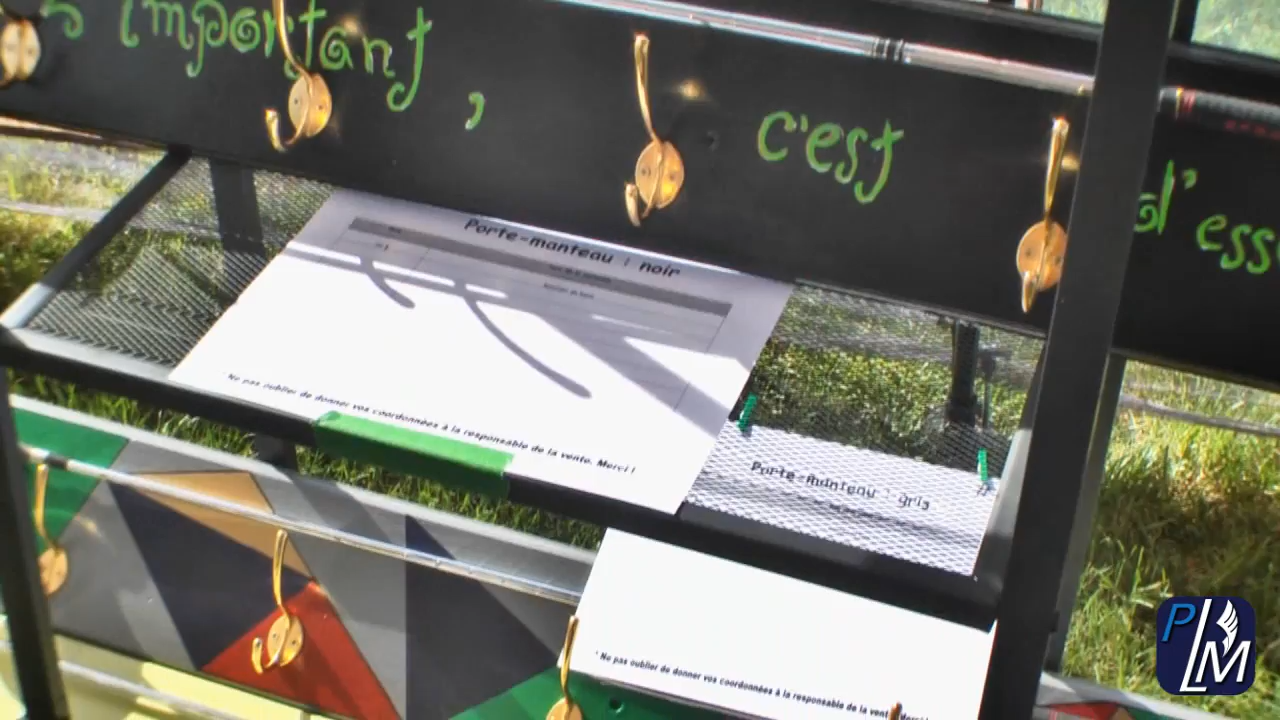 important, c'est d'ess
Porte-manteau : noir
* Ne pas oublier de donner vos coordonnées à la responsable de la vente. Merci !
Porte-manteau : gris
* Ne pas oublier de donner vos coordonnées à la responsable de la vente. Merci !
PLM